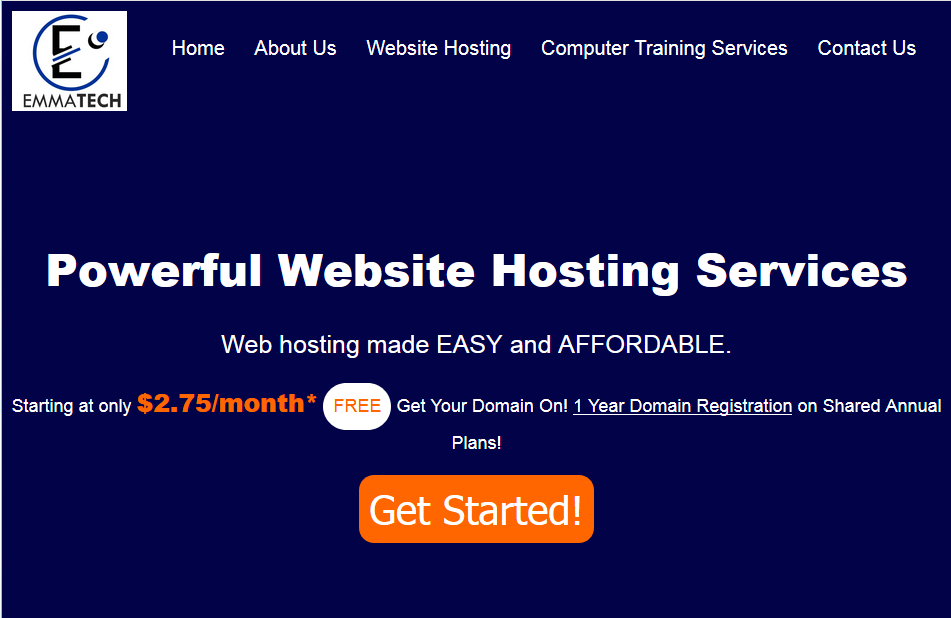 EMMATECH
Home About Us Website Hosting Computer Training Services Contact Us
Powerful Website Hosting Services
Web hosting made EASY and AFFORDABLE.
Starting at only $2.75/month* FREE Get Your Domain On! 1 Year Domain Registration on Shared Annual
Plans!
Get Started!